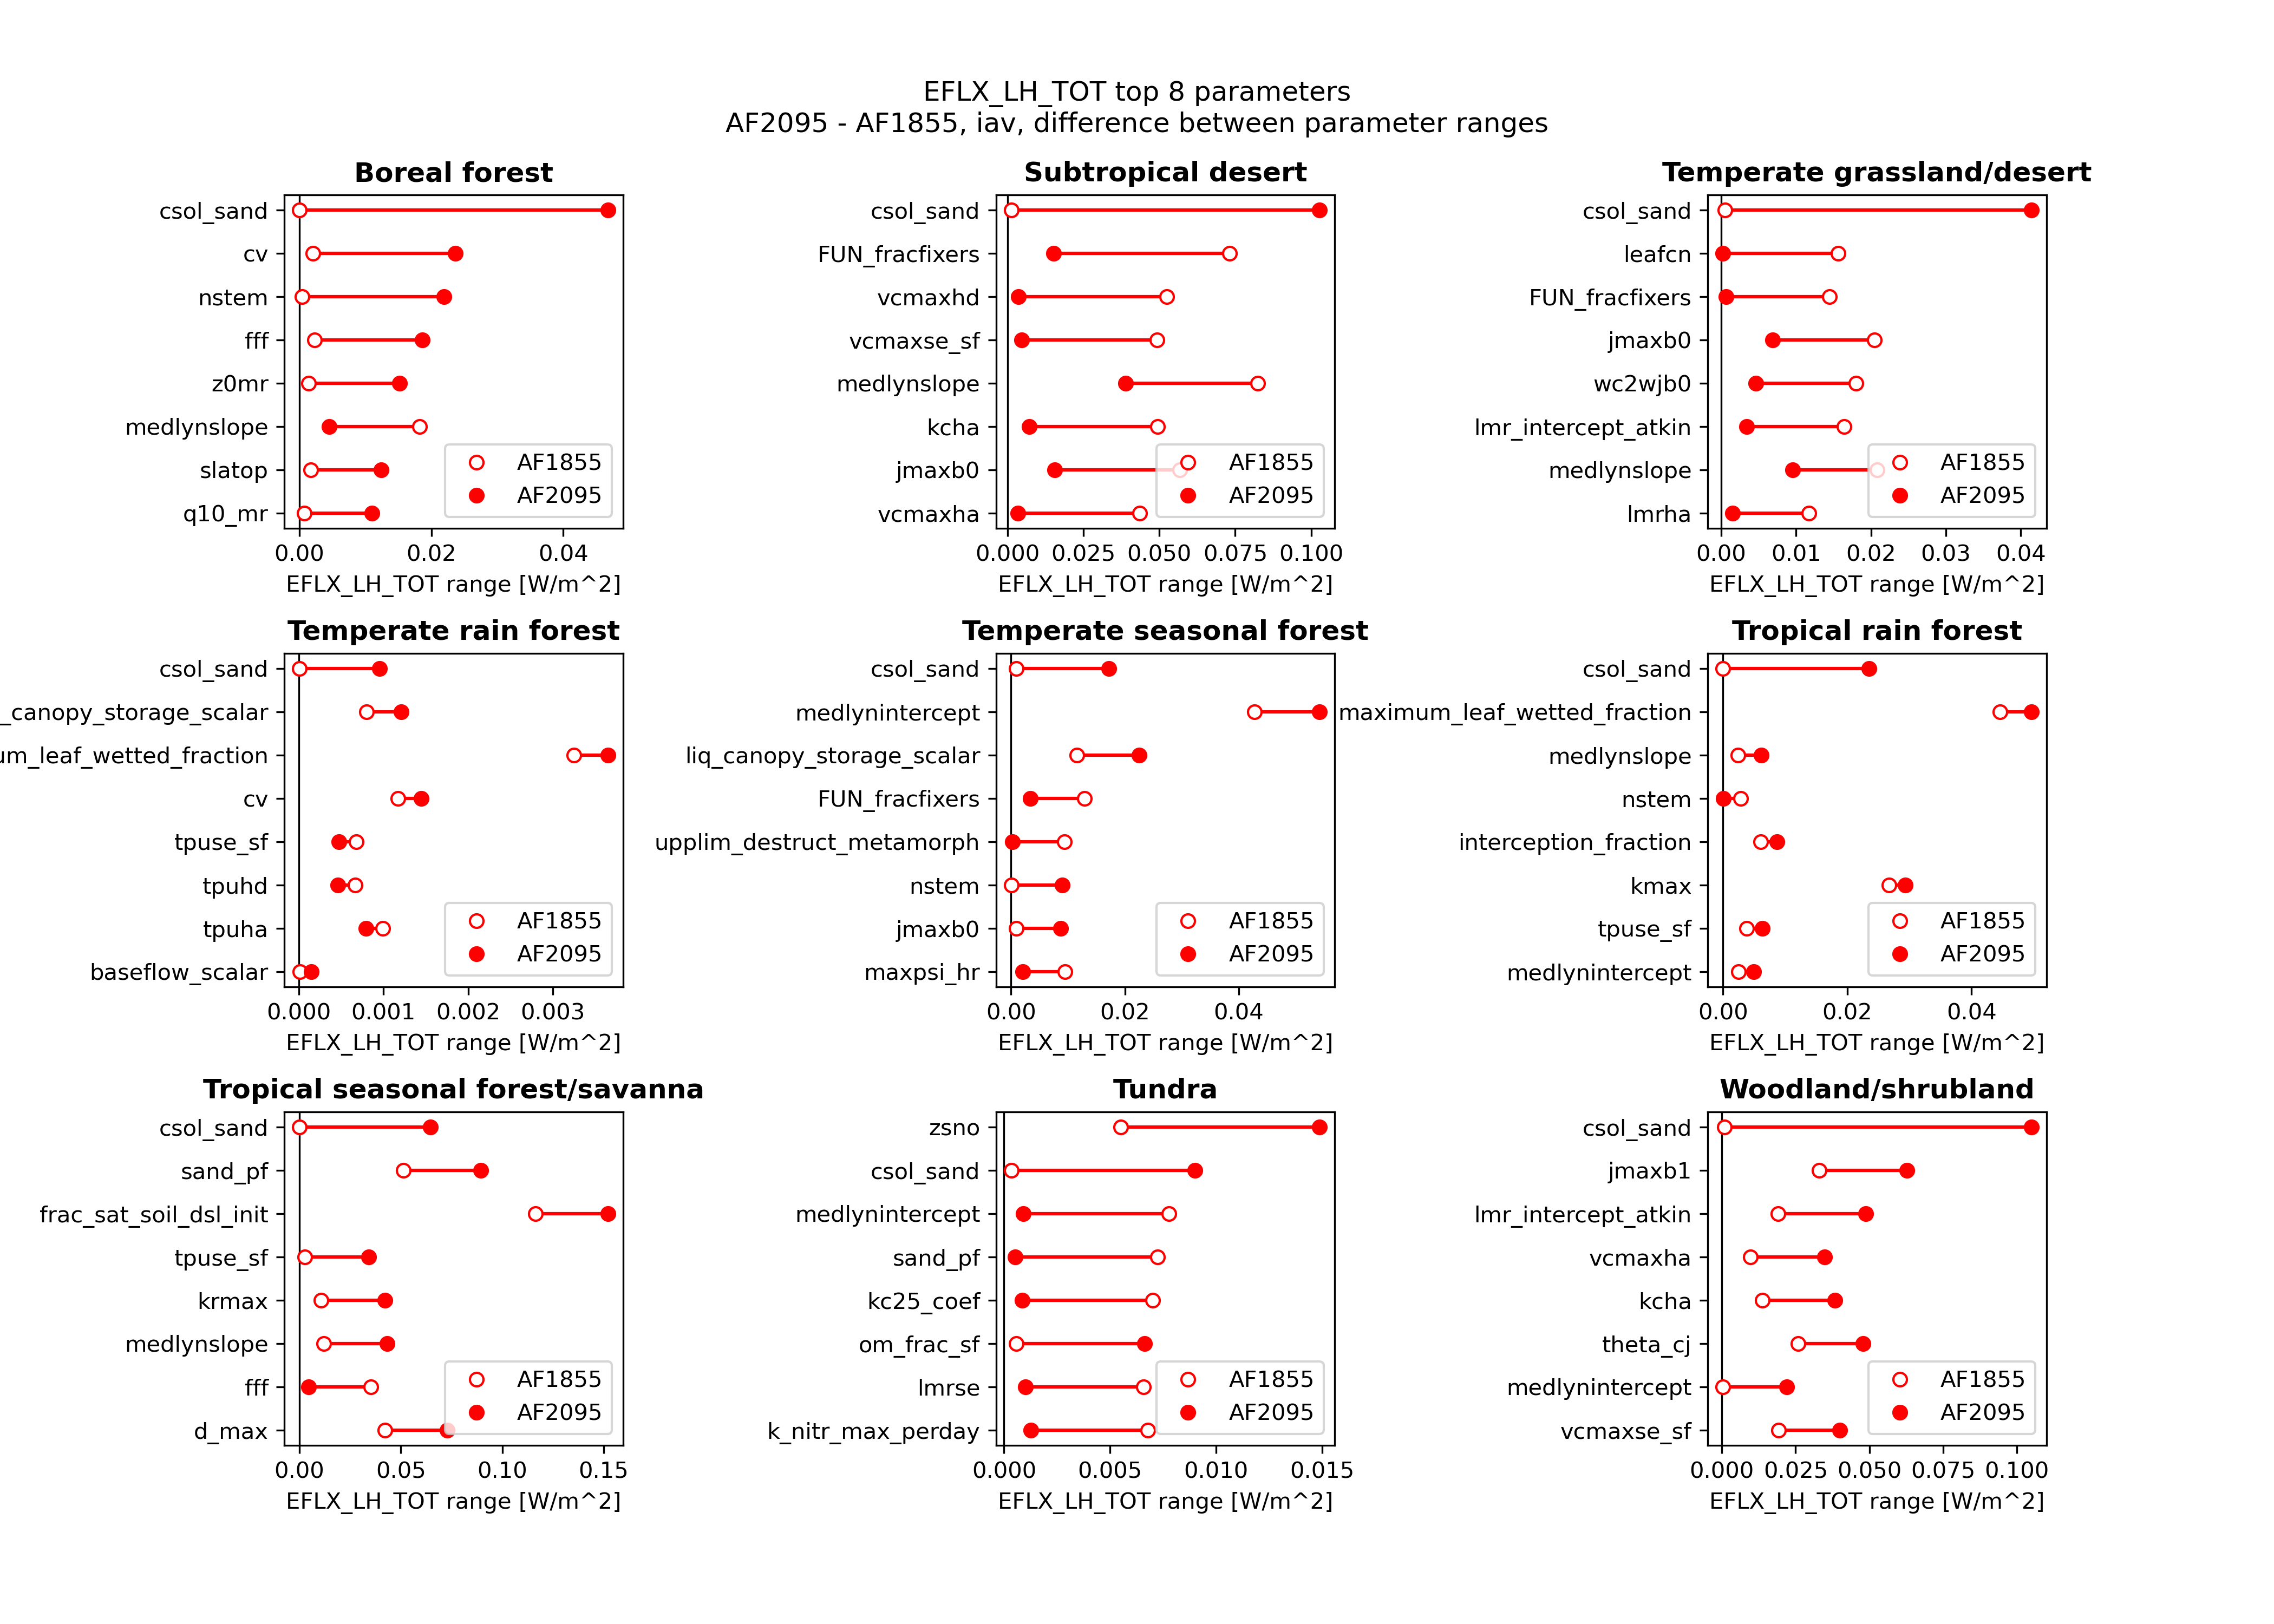 EFLX_LH_TOT top 8 parameters
AF2095 - AF1855, iav, difference between parameter ranges
Boreal forest
csol_sand
cv
nstem
fff
z0mr
medlynslope
slatop
q10_mr
AF1855
AF2095
0.00 0.02 0.04
EFLX_LH_TOT range [W/m^2]
Subtropical desert
csol_sand
FUN_fracfixers
vcmaxhd
vcmaxse_sf
medlynslope
kcha
jmaxb0
vcmaxha
AF1855
AF2095
0.000 0.025 0.050 0.075 0.100
EFLX_LH_TOT range [W/m^2]
Temperate grassland/desert
csol_sand
leafcn
FUN_fracfixers
jmaxb0
wc2wjb0
lmr_intercept_atkin
medlynslope
lmrha
AF1855
AF2095
0.00 0.01 0.02 0.03 0.04
EFLX_LH_TOT range [W/m^2]
Temperate rain forest
csol_sand
_canopy_storage_scalar
um_leaf_wetted_fraction
cv
tpuse_sf
tpuhd
tpuha
baseflow_scalar
AF1855
AF2095
0.000 0.001 0.002 0.003
EFLX_LH_TOT range [W/m^2]
Temperate seasonal forest
csol_sand
medlynintercept
liq_canopy_storage_scalar
FUN_fracfixers
upplim_destruct_metamorph
nstem
jmaxb0
maxpsi_hr
AF1855
AF2095
0.00 0.02 0.04
EFLX_LH_TOT range [W/m^2]
Tropical rain forest
csol_sand
maximum_leaf_wetted_fraction
medlynslope
nstem
interception_fraction
kmax
tpuse_sf
medlynintercept
AF1855
AF2095
0.00 0.02 0.04
EFLX_LH_TOT range [W/m^2]
Tropical seasonal forest/savanna
csol_sand
sand_pf
frac_sat_soil_dsl_init
tpuse_sf
krmax
medlynslope
fff
d_max
AF1855
AF2095
0.00 0.05 0.10 0.15
EFLX_LH_TOT range [W/m^2]
Tundra
zsno
csol_sand
medlynintercept
sand_pf
kc25_coef
om_frac_sf
lmrse
k_nitr_max_perday
AF1855
AF2095
0.000 0.005 0.010 0.015
EFLX_LH_TOT range [W/m^2]
Woodland/shrubland
csol_sand
jmaxb1
lmr_intercept_atkin
vcmaxha
kcha
theta_cj
medlynintercept
vcmaxse_sf
AF1855
AF2095
0.000 0.025 0.050 0.075 0.100
EFLX_LH_TOT range [W/m^2]